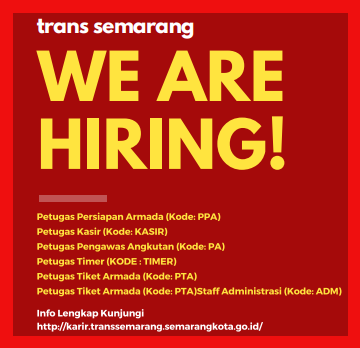 trans semarang
WE ARE
HIRING!
Petugas Persiapan Armada (Kode: PPA)
Petugas Kasir (Kode: KASIR)
Petugas Pengawas Angkutan (Kode: PA)
Petugas Timer (KODE : TIMER)
Petugas Tiket Armada (Kode: PTA)
Petugas Tiket Armada (Kode: PTA)Staff Administrasi (Kode: ADM)
Info Lengkap Kunjungi
http://karir.transsemarang.semarangkota.go.id/